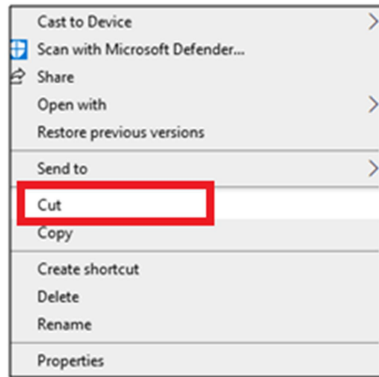 Cast to Device
Scan with Microsoft Defender...
Share
Open with
Restore previous versions
Send to
Cut
Copy
Create shortcut
Delete
Rename
Properties